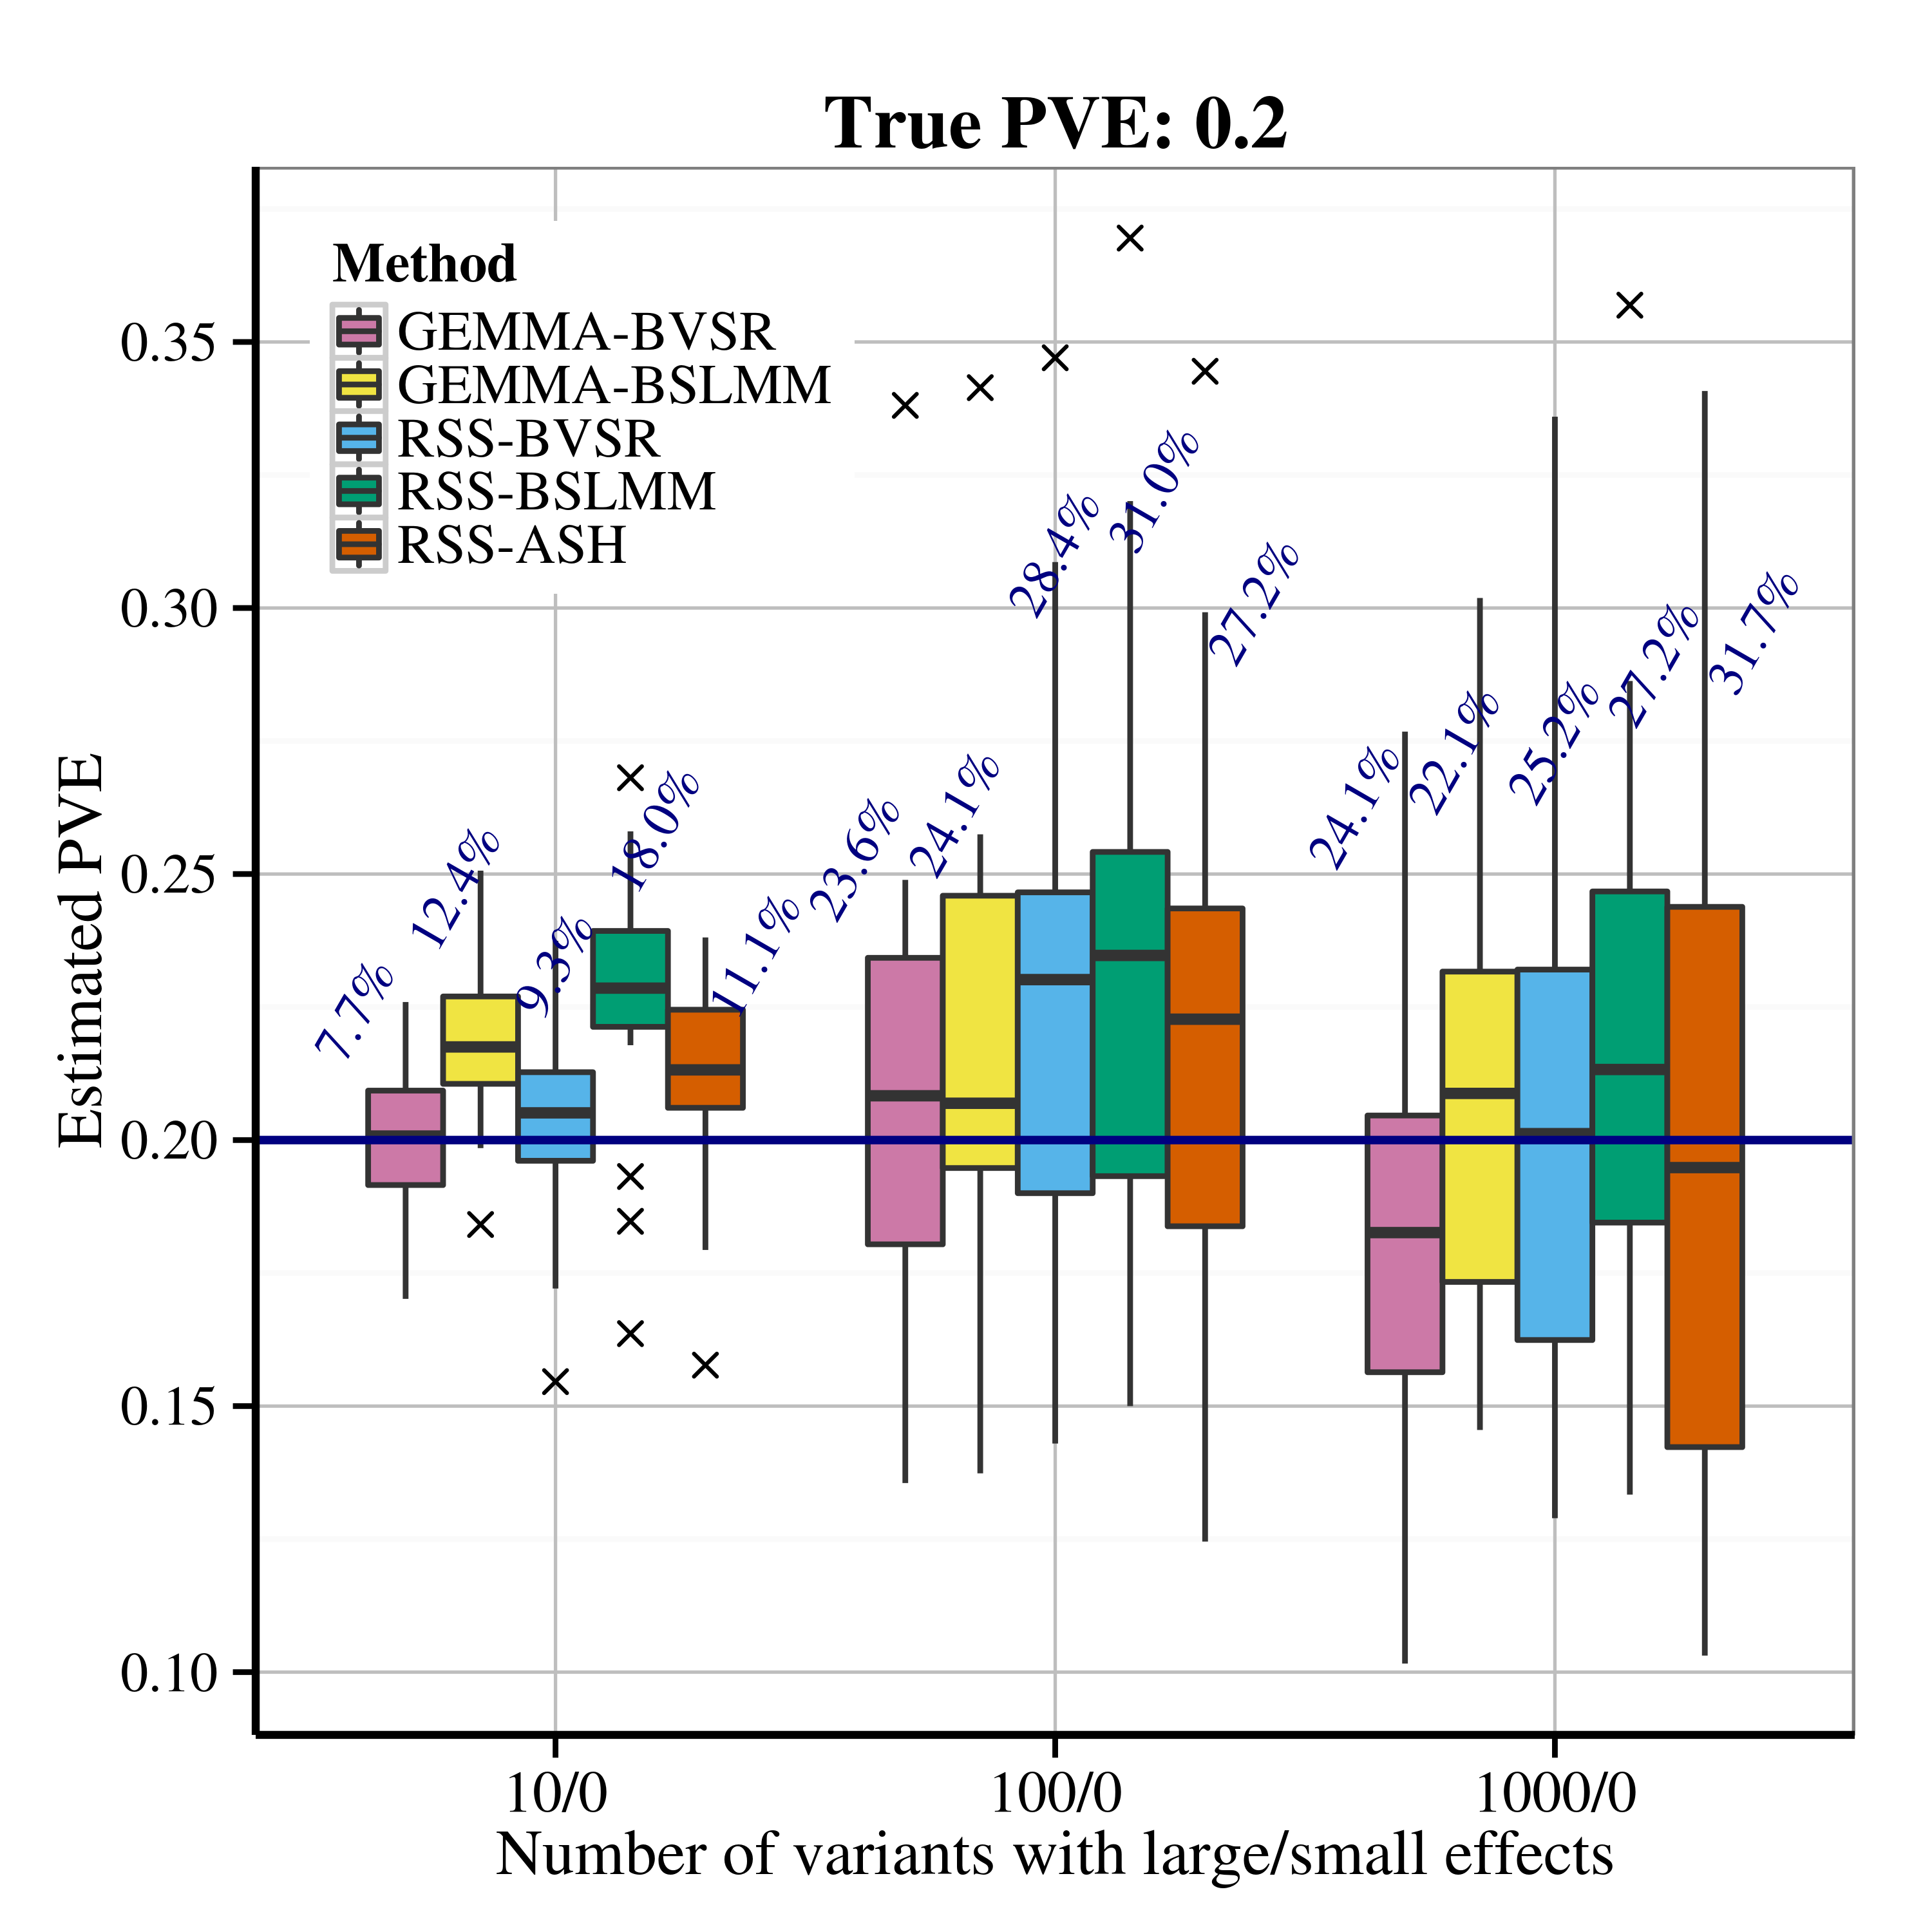 True PVE: 0.2
Method
GEMMA-BVSR
GEMMA-BSLMM
RSS-BVSR
RSS-BSLMM
RSS-ASH
Estimated PVE
0.35
0.30
0.25
0.20
0.15
0.10
7.7%
12.4%
9.3%
18.0%
11.1%
23.6%
24.1%
28.4%
31.0%
27.2%
24.1%
22.1%
25.2%
27.2%
31.7%
10/0
100/0
1000/0
Number of variants with large/small effects